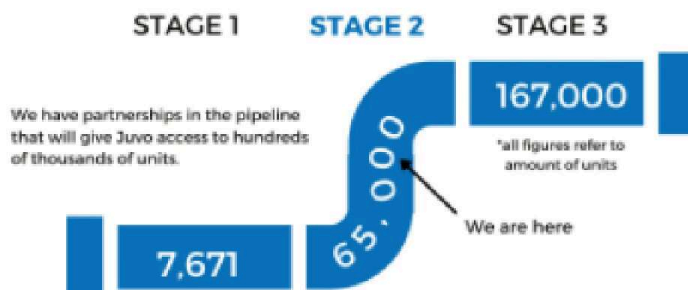 STAGE 1
STAGE 2
STAGE 3
We have partnerships in the pipeline
that will give Juvo access to hundreds
of thousands of units.
7,671
65,000
167,000
*all figures refer to
amount of units
We are here